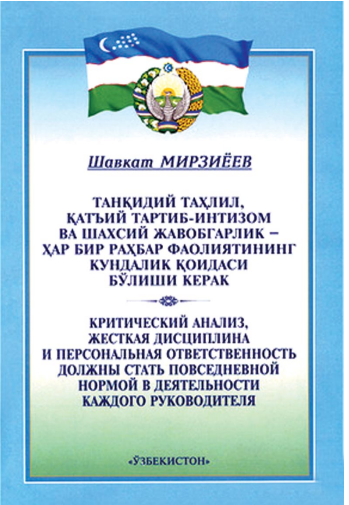 Шавкат МИРЗИЁЕВ
ТАНҚИДИЙ ТАҲЛИЛ,
ҚАТЪИЙ ТАРТИБ-ИНТИЗОМ
ВА ШАХСИЙ ЖАВОБГАРЛИК –
ҲАР БИР РАҲБАР ФАОЛИЯТИНИНГ
КУНДАЛИК ҚОИДАСИ
БЎЛИШИ КЕРАК
КРИТИЧЕСКИЙ АНАЛИЗ,
ЖЕСТКАЯ ДИСЦИПЛИНА
И ПЕРСОНАЛЬНАЯ ОТВЕТСТВЕННОСТЬ
ДОЛЖНЫ СТАТЬ ПОВСЕДНЕВНОЙ
НОРМОЙ В ДЕЯТЕЛЬНОСТИ
КАЖДОГО РУКОВОДИТЕЛЯ
«ЎЗБЕКИСТОН»